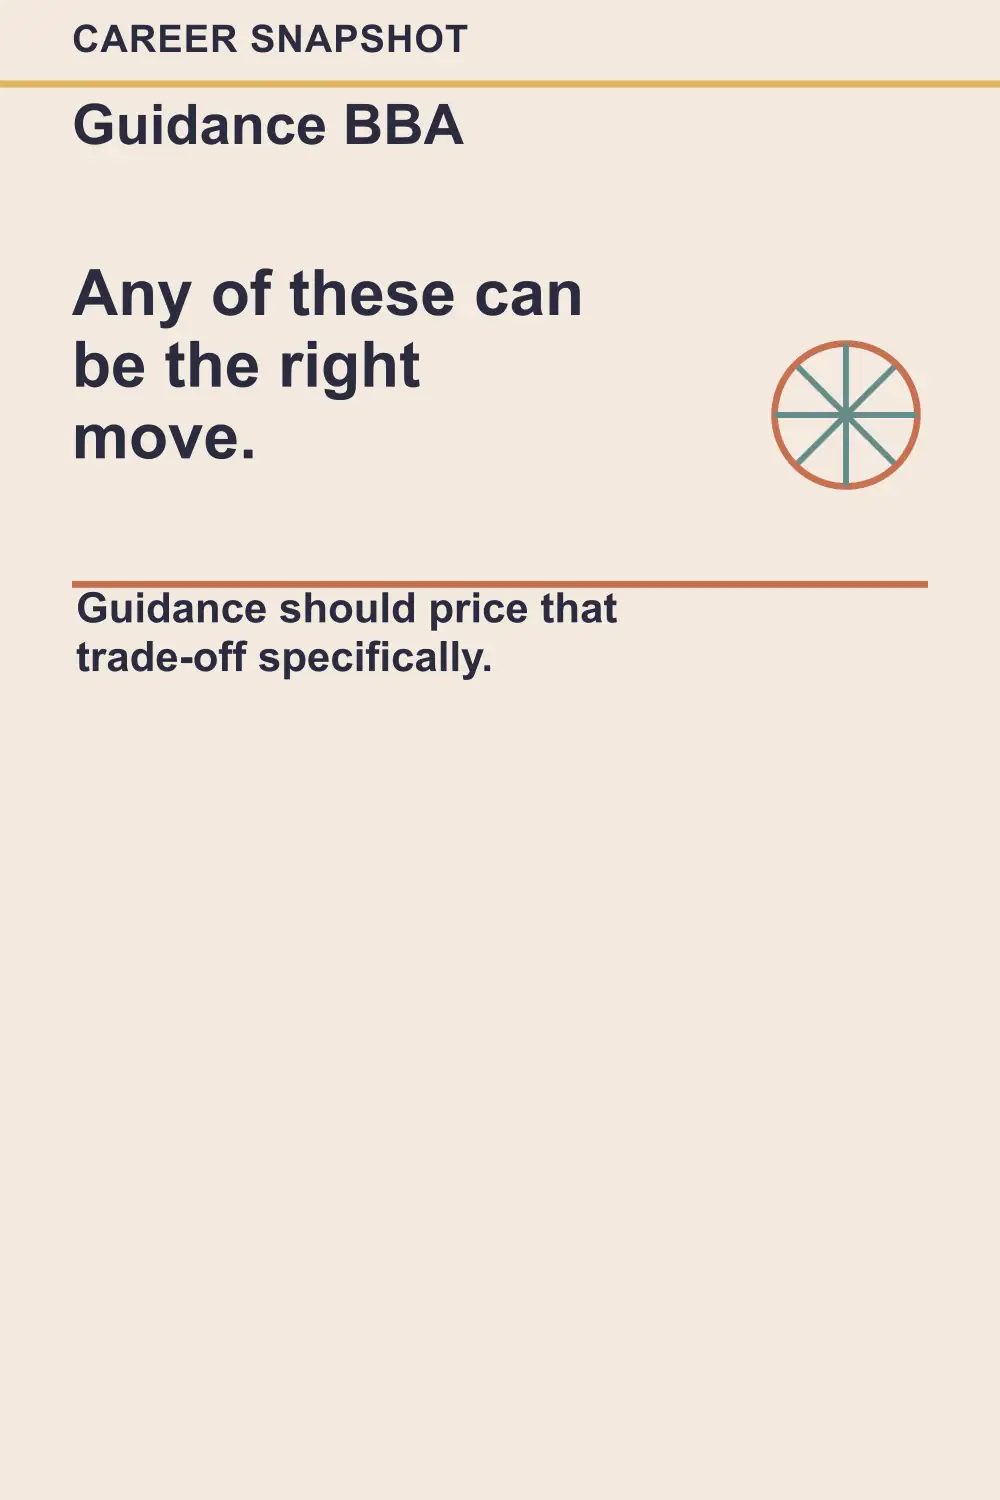 CAREER SNAPSHOT
Guidance BBA
Any of these can
be the right
move.
Guidance should price that
trade-off specifically.